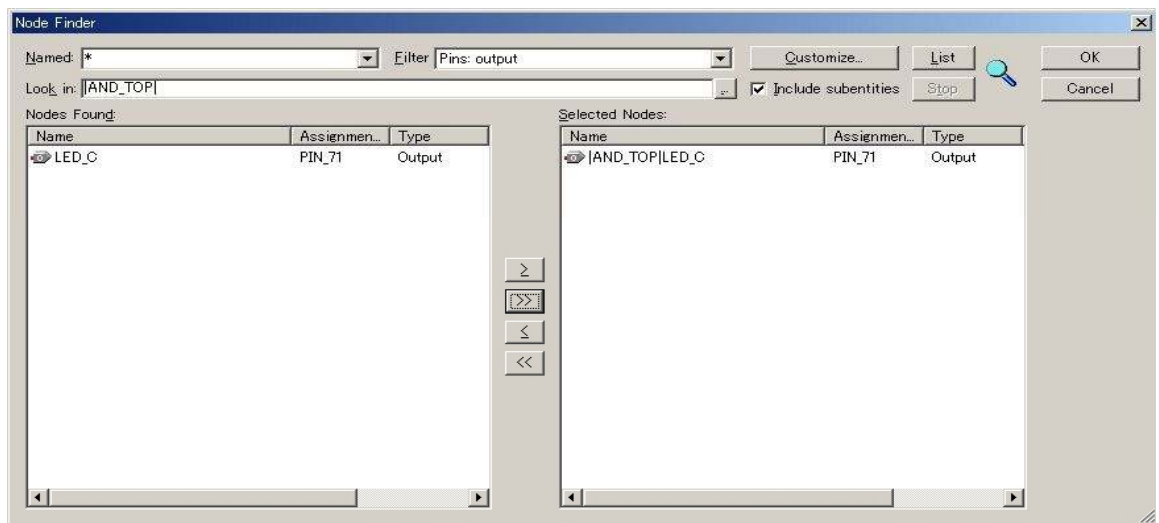 Node Finder
Named: * Filter Pins: output Customize... List OK
Look in: |AND_TOP| ... Include subentities Stop Cancel
Nodes Found: Selected Nodes:
Name Assignmen... Type Name Assignmen... Type
LED_C PIN_71 Output |AND_TOP|LED_C PIN_71 Output
≥
>>
≤
<<